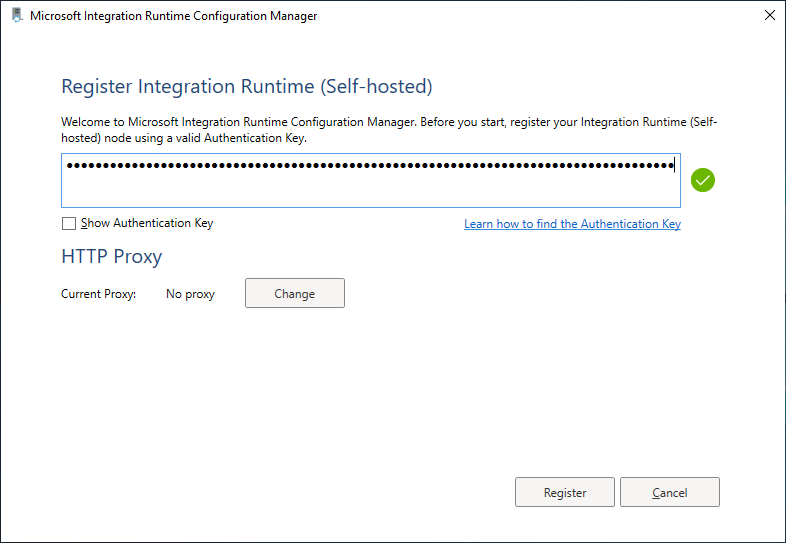 Microsoft Integration Runtime Configuration Manager
Register Integration Runtime (Self-hosted)
Welcome to Microsoft Integration Runtime Configuration Manager. Before you start, register your Integration Runtime (Self-
hosted) node using a valid Authentication Key.
Show Authentication Key
Learn how to find the Authentication Key
HTTP Proxy
Current Proxy: No proxy Change
Register Cancel